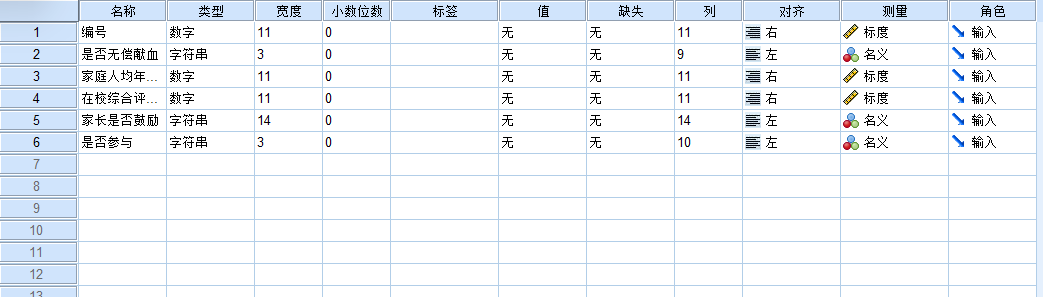 名称 类型 宽度 小数位数 标签 值 缺失 列 对齐 测量 角色
1 编号 数字 11 0 无 无 11 右 标度 输入
2 是否无偿献血 字符串 3 0 无 无 9 左 名义 输入
3 家庭人均年... 数字 11 0 无 无 11 右 标度 输入
4 在校综合评... 数字 11 0 无 无 11 右 标度 输入
5 家长是否鼓励 字符串 14 0 无 无 14 左 名义 输入
6 是否参与 字符串 3 0 无 无 10 左 名义 输入
7
8
9
10
11
12
13